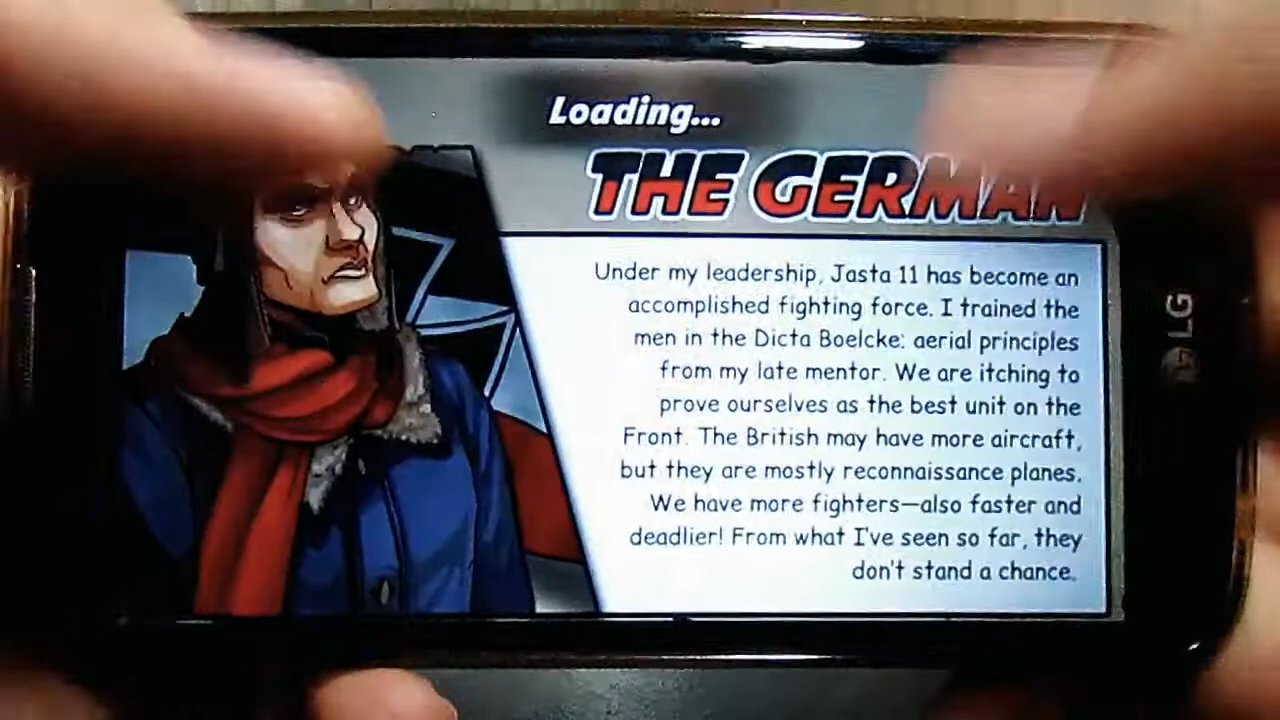 Loading...
THE GERMAN
Under my leadership, Jasta 11 has become an
accomplished fighting force. I trained the
men in the Dicta Boelcke: aerial principles
from my late mentor. We are itching to
prove ourselves as the best unit on the
Front. The British may have more aircraft,
but they are mostly reconnaissance planes.
We have more fighters—also faster and
deadlier! From what I've seen so far, they
don't stand a chance.
LG